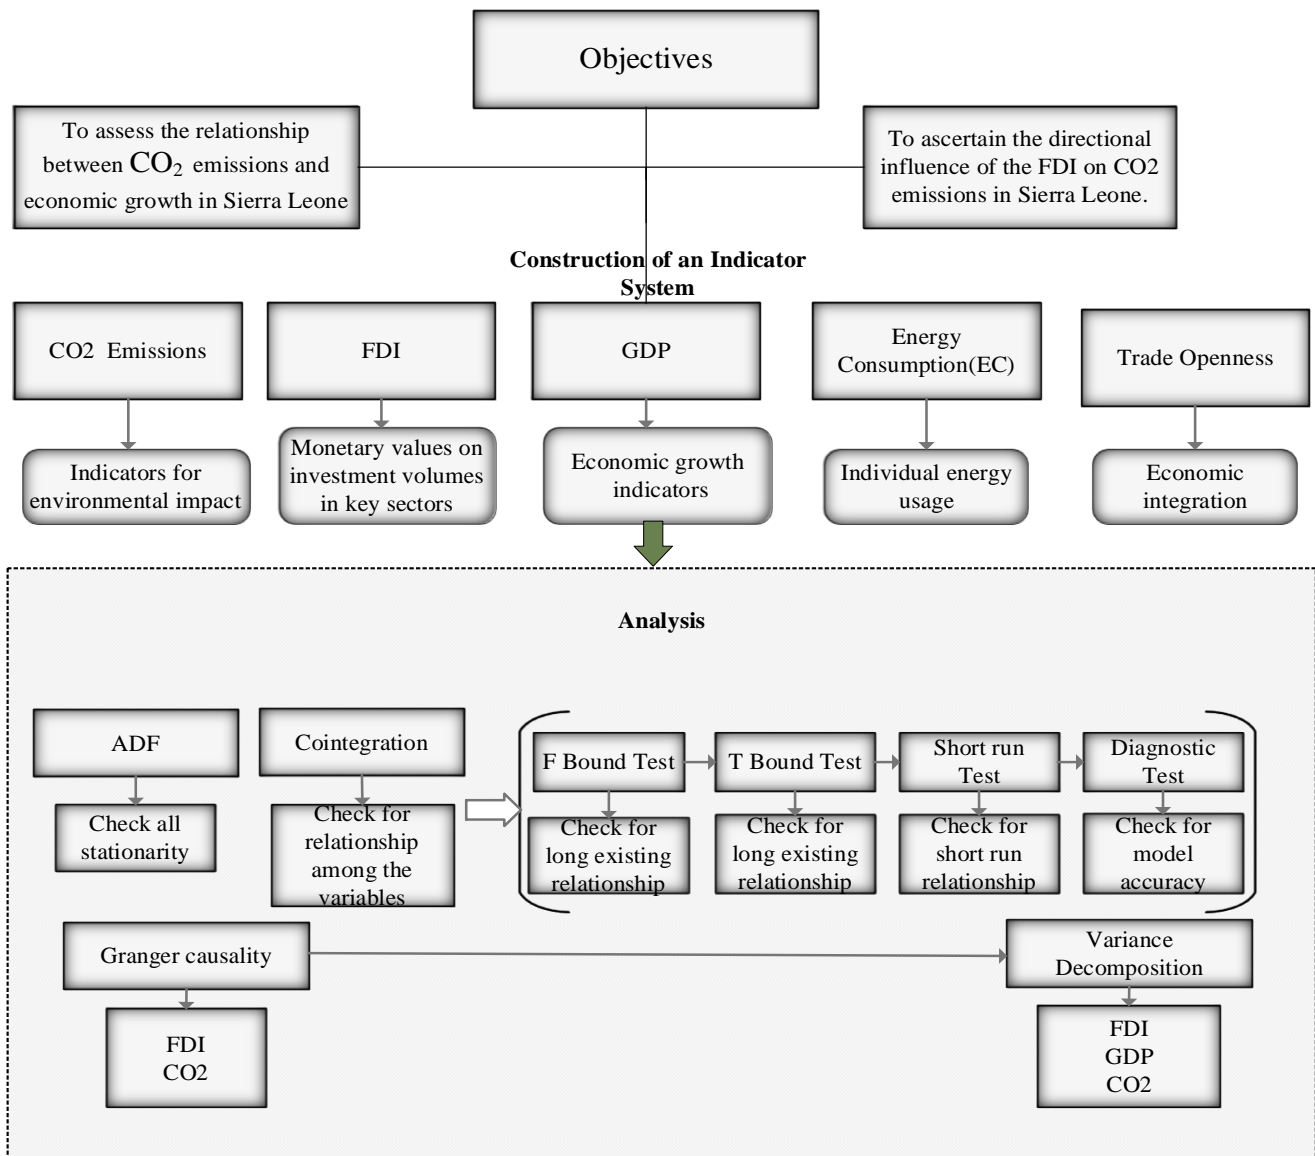 Objectives
To assess the relationship
between CO₂ emissions and
economic growth in Sierra Leone
To ascertain the directional
influence of the FDI on CO2
emissions in Sierra Leone.
Construction of an Indicator
System
CO2 Emissions
FDI
GDP
Energy
Consumption(EC)
Trade Openness
Indicators for
environmental impact
Monetary values on
investment volumes
in key sectors
Economic growth
indicators
Individual energy
usage
Economic
integration
Analysis
ADF
Cointegration
F Bound Test
T Bound Test
Short run
Test
Diagnostic
Test
Check all
stationarity
Check for
relationship
among the
variables
Check for
long existing
relationship
Check for
long existing
relationship
Check for
short run
relationship
Check for
model
accuracy
Granger causality
Variance
Decomposition
FDI
CO2
FDI
GDP
CO2